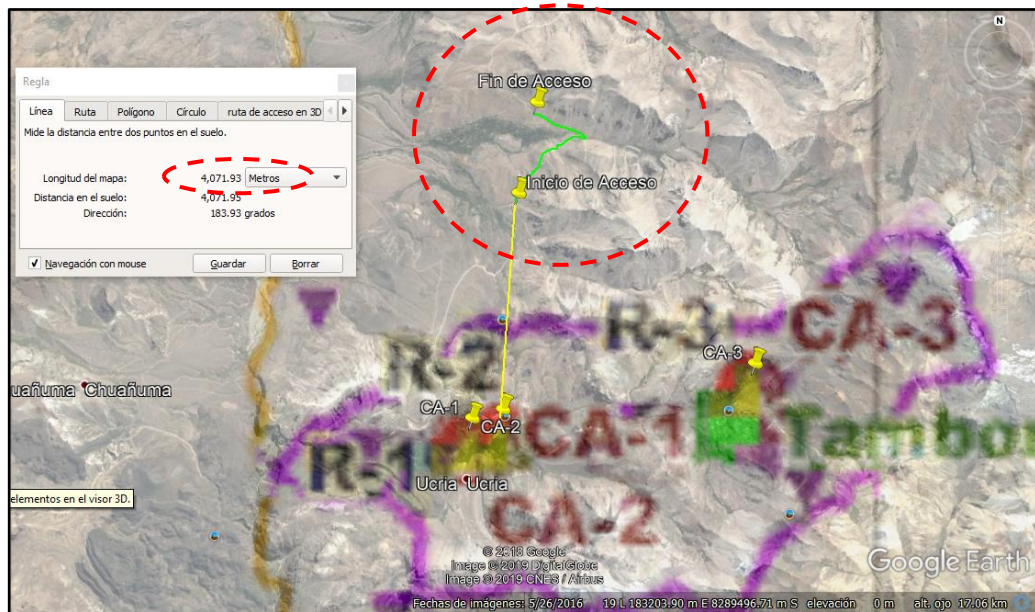 N
Fin de Acceso
Regla
Línea Ruta Polígono Círculo ruta de acceso en 3D
Mide la distancia entre dos puntos en el suelo.
Longitud del mapa: 4,071.93 Metros
Distancia en el suelo: 4,071.95
Dirección: 183.93 grados
Navegación con mouse Guardar Borrar
Inicio de Acceso
R-3
CA-3
R-2
CA-3
uañuma Chuañuma
CA-1
CA-2
CA-1
Tambor
R-1
Ucria Ucria
elementos en el visor 3D.
CA-2
© 2018 Google
Image © 2019 DigitalGlobe
Image © 2019 CNES / Airbus
Google Earth
Fechas de imágenes: 5/26/2016 19 L 183203.90 m E 8289496.71 m S elevación 0 m alt. ojo 17.06 km